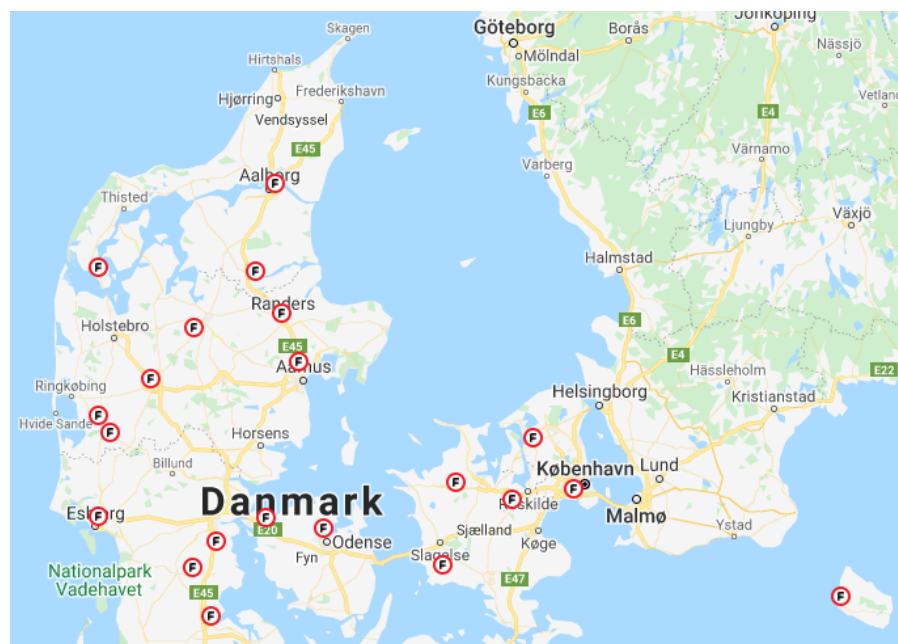 Jönköping
Skagen
Göteborg
Borås
Nässjö
Mölndal
Hirtshals
Kungsbacka
Hjørring
Frederikshavn
Vetland
E6
E4
Vendsyssel
E45
Värnamo
Varberg
Aalborg
F
Thisted
Växjö
Ljungby
Halmstad
F
F
Randers
F
Holstebro
F
E6
E45
E4
F
Aarhus
Hässleholm
E22
F
Ringkøbing
Helsingborg
Kristianstad
F
Hvide Sande
F
Horsens
F
Billund
København
Lund
F
F
Danmark
F
Roskilde
Malmø
Esbjerg
F
F
E20
F
Odense
Sjælland
Køge
Ystad
F
Slagelse
Fyn
F
F
Nationalpark
Vadehavet
E45
E47
F
F